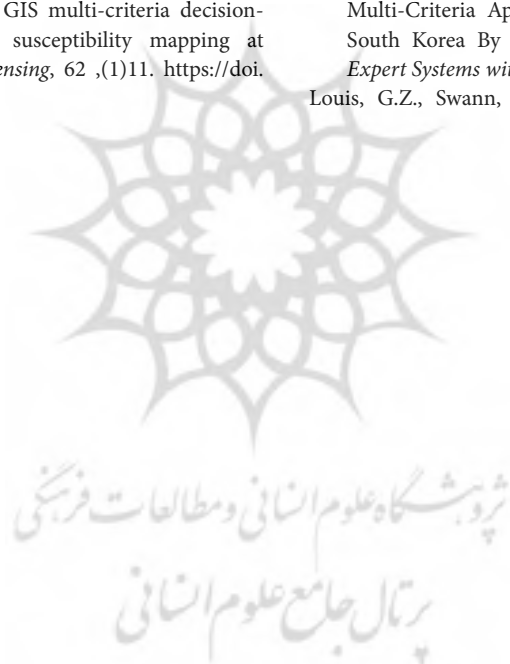 GIS multi-criteria decision-
susceptibility mapping at
ensing, 62 ,(1)11. https://doi.
Multi-Criteria Ap
South Korea By
Expert Systems wi
Louis, G.Z., Swann,
پژوهشگاه علوم انسانی و مطالعات فرهنگی
پرتال جامع علوم انسانی